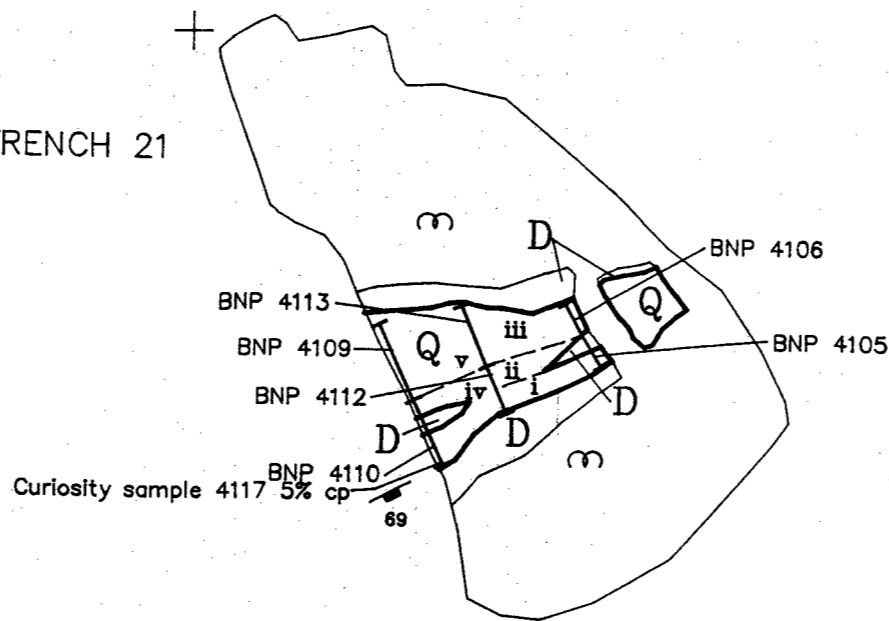 RENCH 21
D
BNP 4106
BNP 4113
iii
Q
BNP 4109
Q
v
BNP 4105
ii
BNP 4112
iv
i
D
D
D
BNP 4110
Curiosity sample 4117 5% cp
69